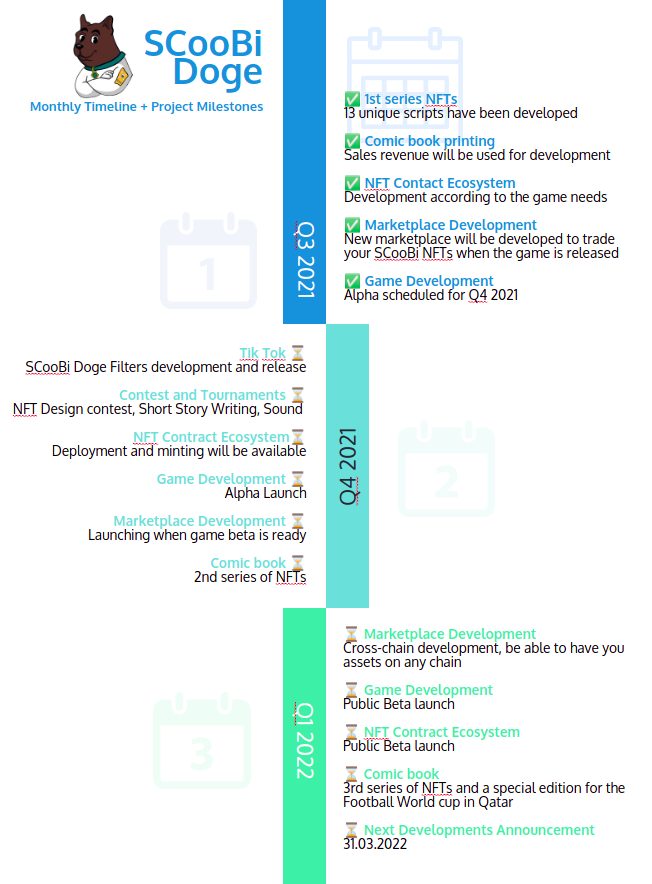 SCooBi
Doge
Monthly Timeline + Project Milestones
Q3 2021
✅ 1st series NFTs
13 unique scripts have been developed
✅ Comic book printing
Sales revenue will be used for development
✅ NFT Contact Ecosystem
Development according to the game needs
✅ Marketplace Development
New marketplace will be developed to trade
your SCooBi NFTs when the game is released
✅ Game Development
Alpha scheduled for Q4 2021
1
Q4 2021
Tik Tok ⏳
SCooBi Doge Filters development and release
Contest and Tournaments ⏳
NFT Design contest, Short Story Writing, Sound
NFT Contract Ecosystem ⏳
Deployment and minting will be available
Game Development ⏳
Alpha Launch
Marketplace Development ⏳
Launching when game beta is ready
Comic book ⏳
2nd series of NFTs
2
Q1 2022
⏳ Marketplace Development
Cross-chain development, be able to have you
assets on any chain
⏳ Game Development
Public Beta launch
⏳ NFT Contract Ecosystem
Public Beta launch
⏳ Comic book
3rd series of NFTs and a special edition for the
Football World cup in Qatar
⏳ Next Developments Announcement
31.03.2022
3